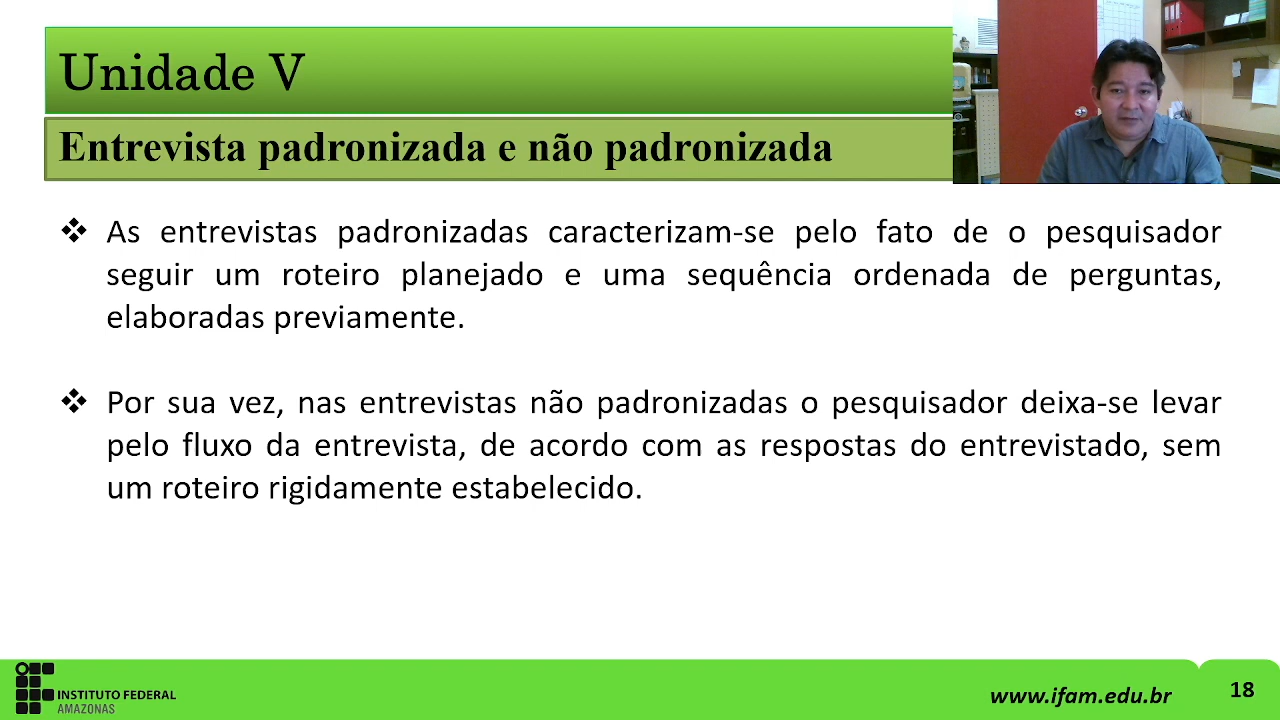 Unidade V
Entrevista padronizada e não padronizada
❖ As entrevistas padronizadas caracterizam-se pelo fato de o pesquisador
seguir um roteiro planejado e uma sequência ordenada de perguntas,
elaboradas previamente.
❖ Por sua vez, nas entrevistas não padronizadas o pesquisador deixa-se levar
pelo fluxo da entrevista, de acordo com as respostas do entrevistado, sem
um roteiro rigidamente estabelecido.
INSTITUTO FEDERAL
AMAZONAS
www.ifam.edu.br
18